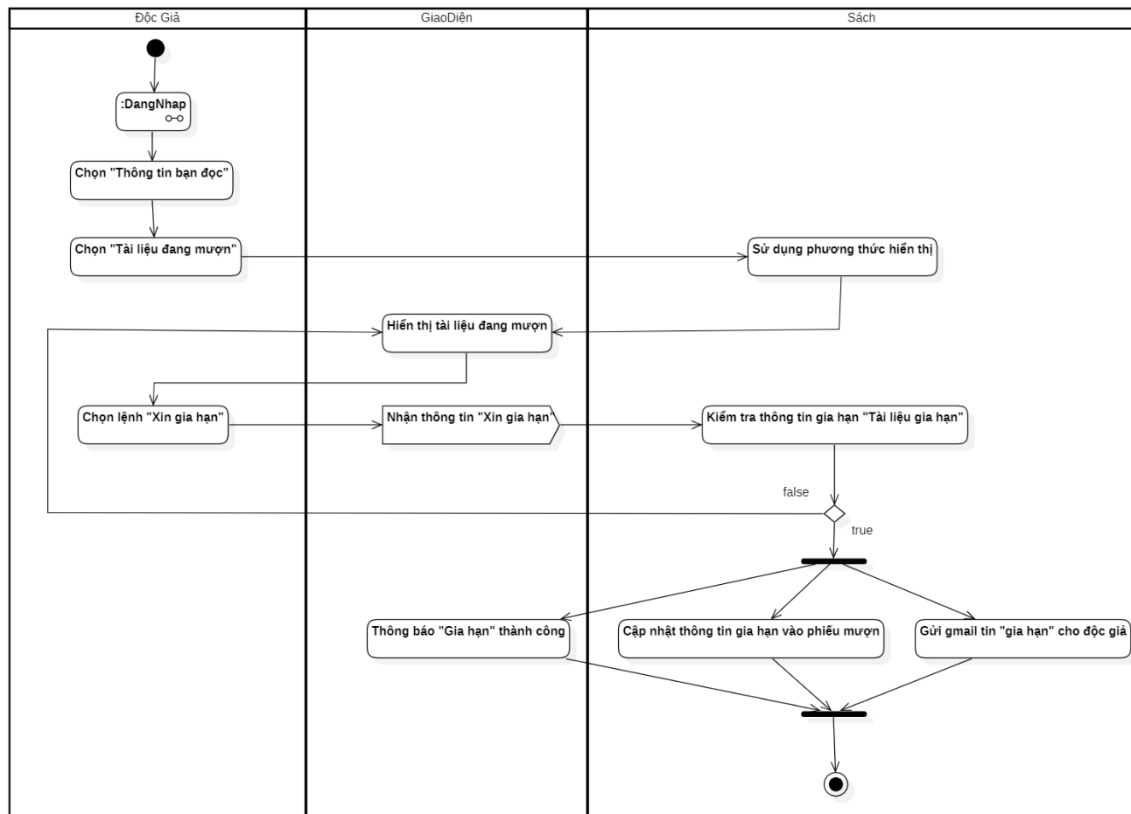 Độc Giả
GiaoDiện
Sách
:DangNhap
Chọn "Thông tin bạn đọc"
Chọn "Tài liệu đang mượn"
Sử dụng phương thức hiển thị
Hiển thị tài liệu đang mượn
Chọn lệnh "Xin gia hạn"
Nhận thông tin "Xin gia hạn"
Kiểm tra thông tin gia hạn "Tài liệu gia hạn"
false
true
Thông báo "Gia hạn" thành công
Cập nhật thông tin gia hạn vào phiếu mượn
Gửi gmail tin "gia hạn" cho độc giả